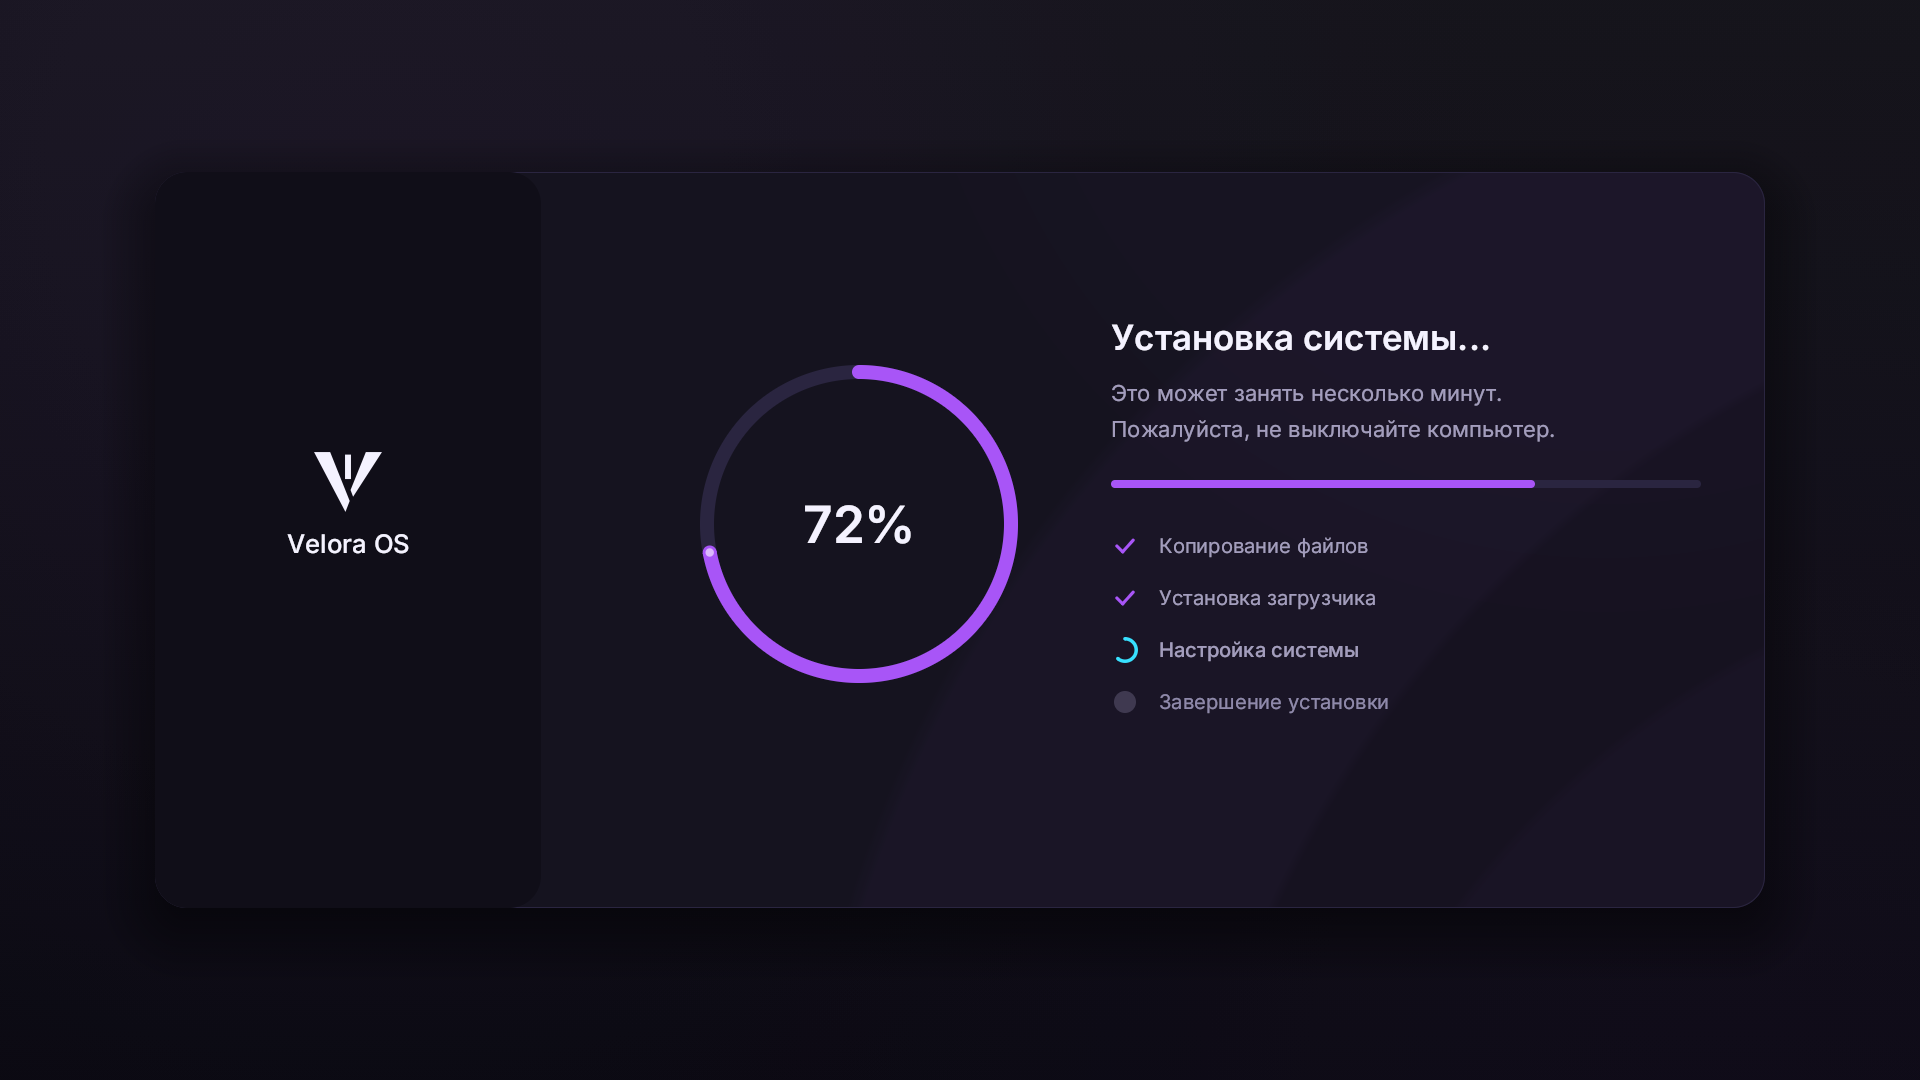 Velora OS
72%
Установка системы...
Это может занять несколько минут.
Пожалуйста, не выключайте компьютер.
Копирование файлов
Установка загрузчика
Настройка системы
Завершение установки